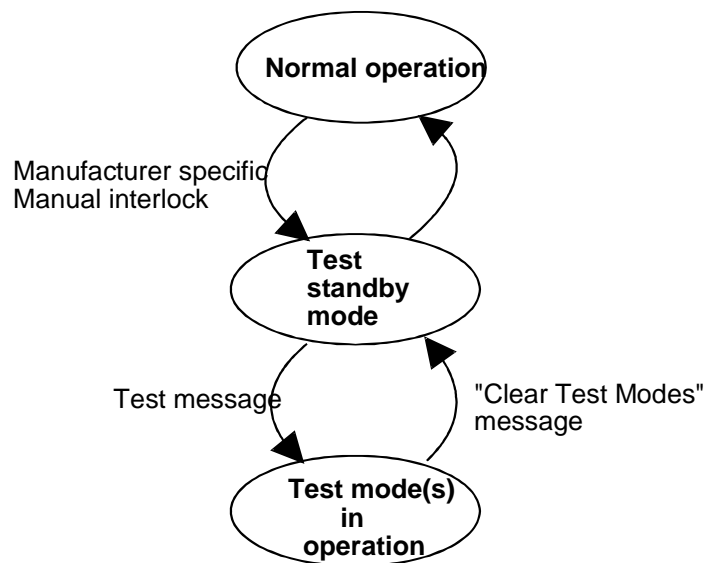 Normal operation
Manufacturer specific
Manual interlock
Test
standby
mode
Test message
"Clear Test Modes"
message
Test mode(s)
in
operation